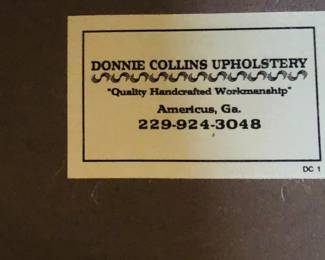 DONNIE COLLINS UPHOLSTERY
"Quality Handcrafted Workmanship"
Americus, Ga.
229-924-3048
DC 1